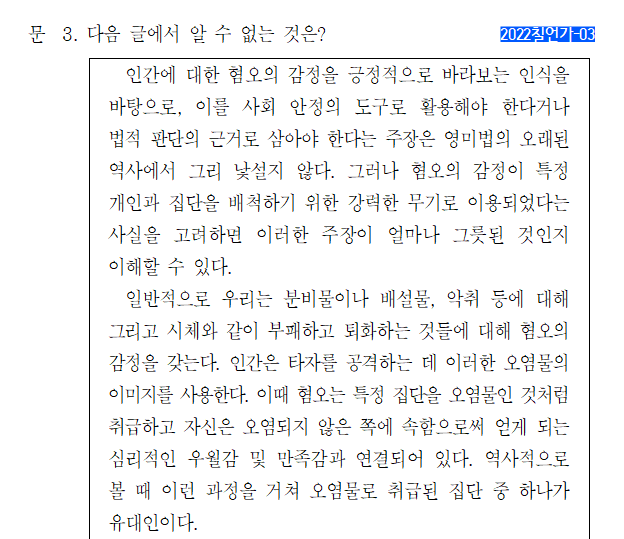 문 3. 다음 글에서 알 수 없는 것은?
2022칠언가-03
인간에 대한 혐오의 감정을 긍정적으로 바라보는 인식을
바탕으로, 이를 사회 안정의 도구로 활용해야 한다거나
법적 판단의 근거로 삼아야 한다는 주장은 영미법의 오래된
역사에서 그리 낯설지 않다. 그러나 혐오의 감정이 특정
개인과 집단을 배척하기 위한 강력한 무기로 이용되었다는
사실을 고려하면 이러한 주장이 얼마나 그릇된 것인지
이해할 수 있다.
일반적으로 우리는 분비물이나 배설물, 악취 등에 대해
그리고 시체와 같이 부패하고 퇴화하는 것들에 대해 혐오의
감정을 갖는다. 인간은 타자를 공격하는 데 이러한 오염물의
이미지를 사용한다. 이때 혐오는 특정 집단을 오염물인 것처럼
취급하고 자신은 오염되지 않은 쪽에 속함으로써 얻게 되는
심리적인 우월감 및 만족감과 연결되어 있다. 역사적으로
볼 때 이런 과정을 거쳐 오염물로 취급된 집단 중 하나가
유대인이다.